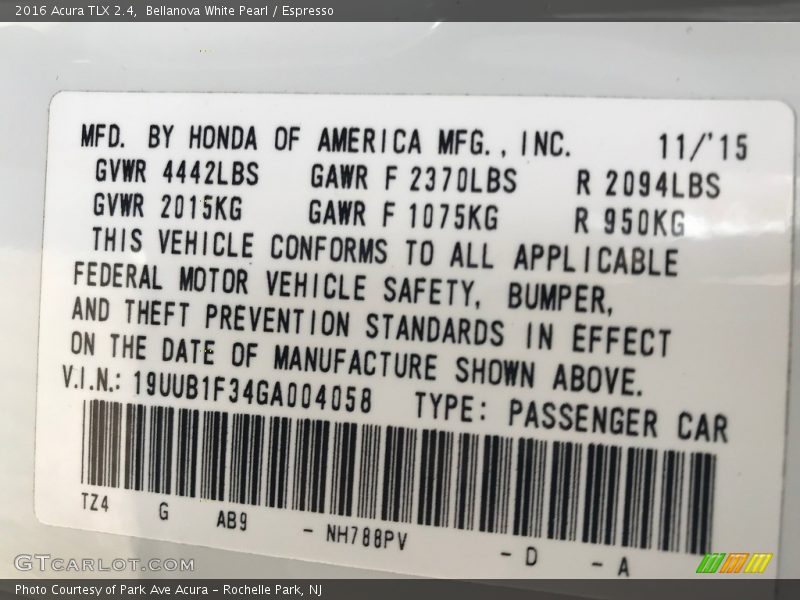 2016 Acura TLX 2.4, Bellanova White Pearl / Espresso
MFD. BY HONDA OF AMERICA MFG., INC. 11/'15
GVWR 4442LBS GAWR F 2370LBS R 2094LBS
GVWR 2015KG GAWR F 1075KG R 950KG
THIS VEHICLE CONFORMS TO ALL APPLICABLE
FEDERAL MOTOR VEHICLE SAFETY, BUMPER,
AND THEFT PREVENTION STANDARDS IN EFFECT
ON THE DATE OF MANUFACTURE SHOWN ABOVE.
V.I.N.: 19UUB1F34GA004058 TYPE: PASSENGER CAR
TZ4 G AB9 - NH788PV - D - A
GTCARLOT.COM
Photo Courtesy of Park Ave Acura - Rochelle Park, NJ